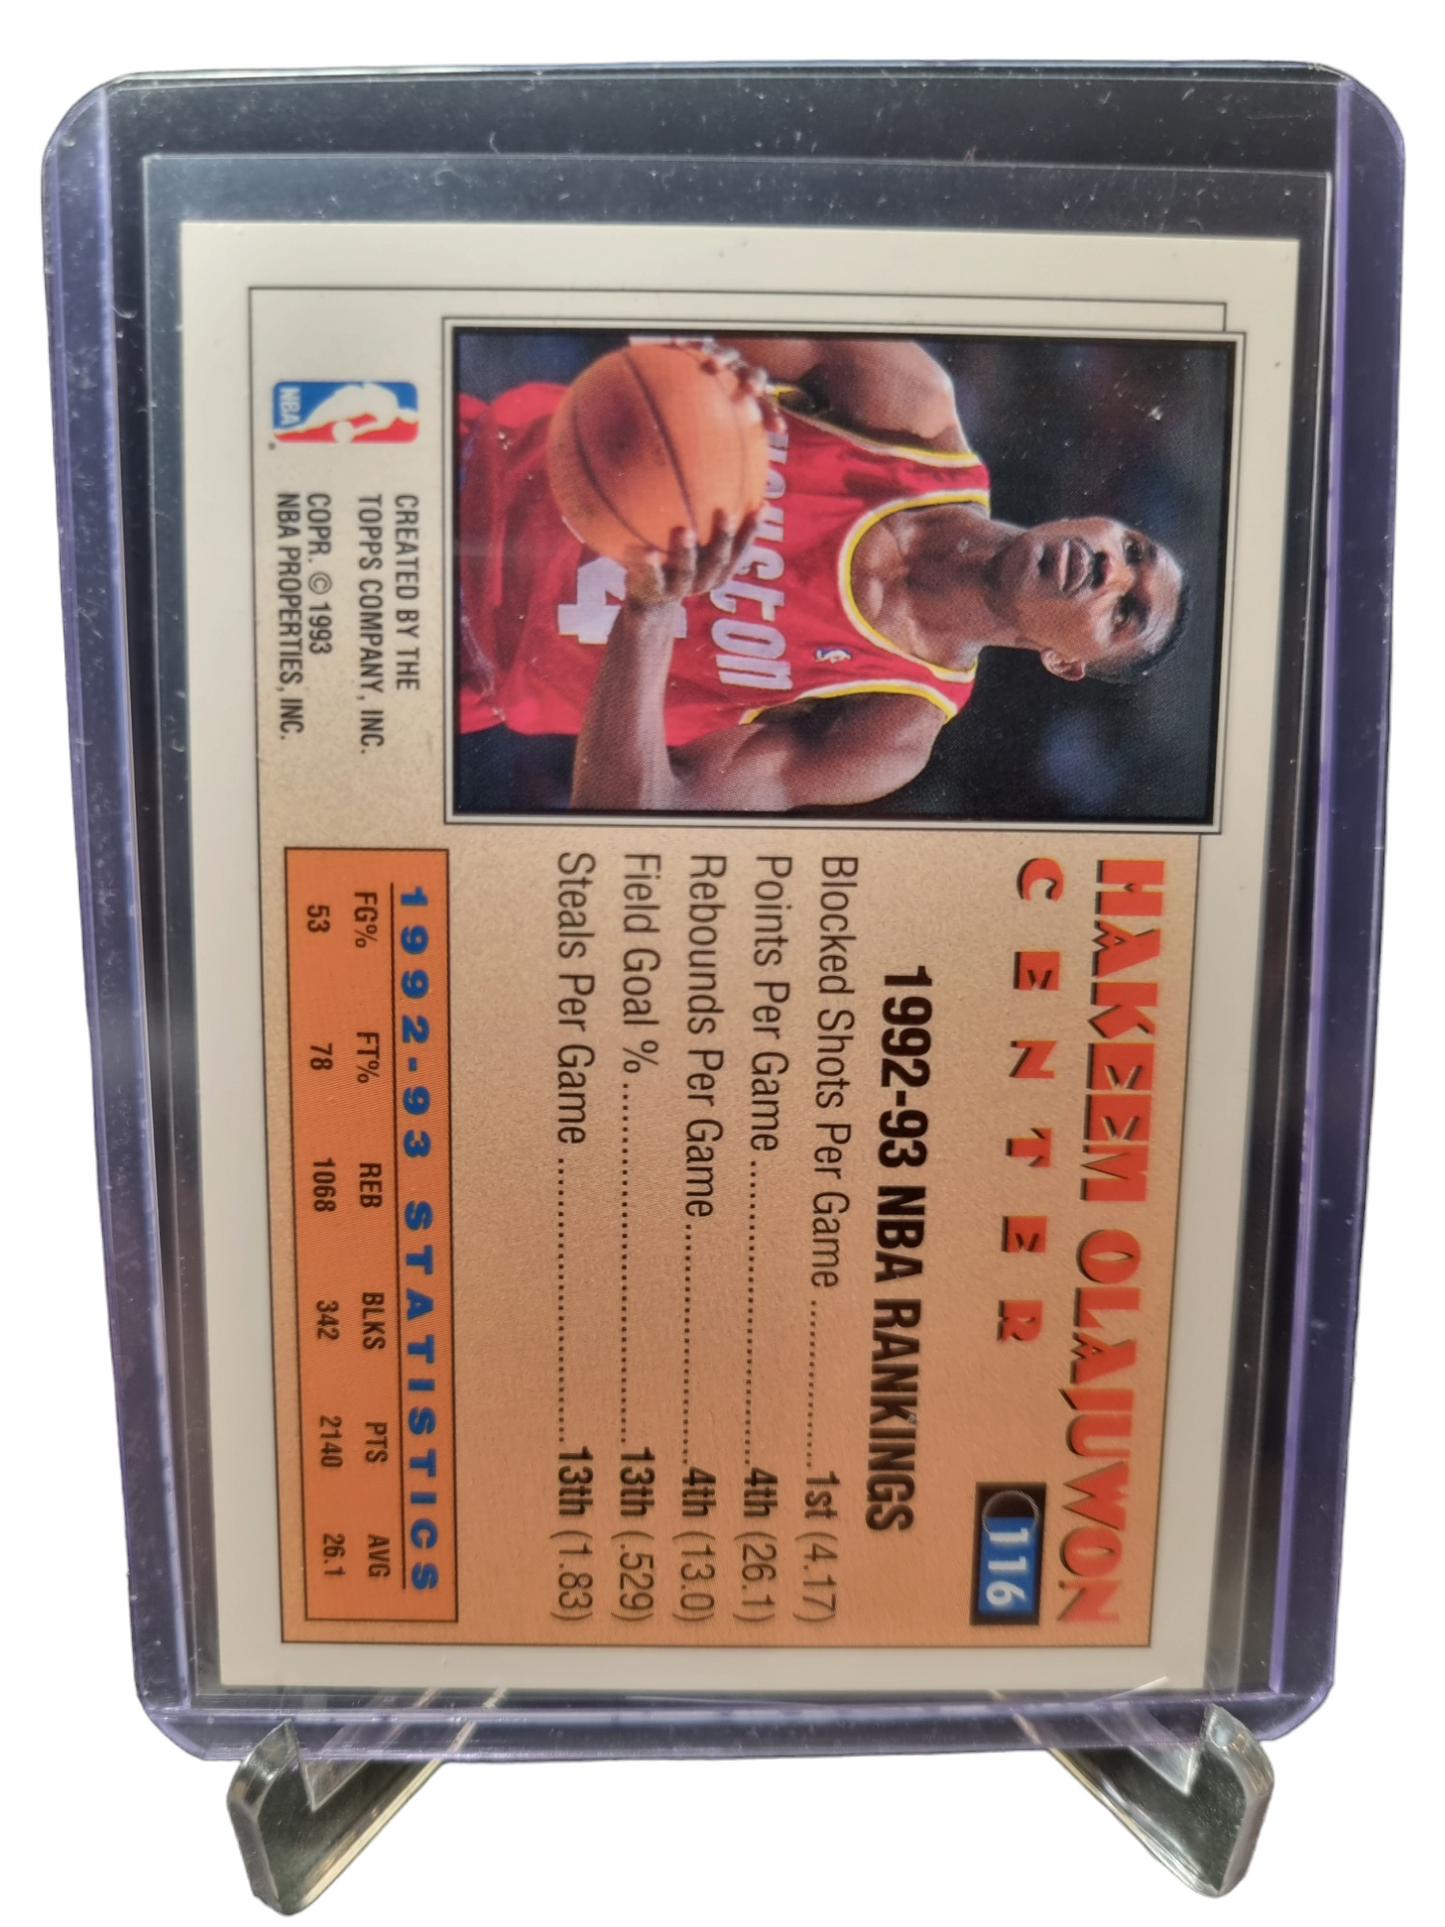 HAKEEM OLAJUWON
CENTER
116
1992-93 NBA RANKINGS
Blocked Shots Per Game ............... 1st (4.17)
Points Per Game ............................ 4th (26.1)
Rebounds Per Game ...................... 4th (13.0)
Field Goal % ................................. 13th (.529)
Steals Per Game ........................... 13th (1.83)
HOUSTON
4
NBA
CREATED BY THE
TOPPS COMPANY, INC.
COPR. © 1993
NBA PROPERTIES, INC.
1992-93 STATISTICS
FG% FT% REB BLKS PTS AVG
53 78 1068 342 2140 26.1